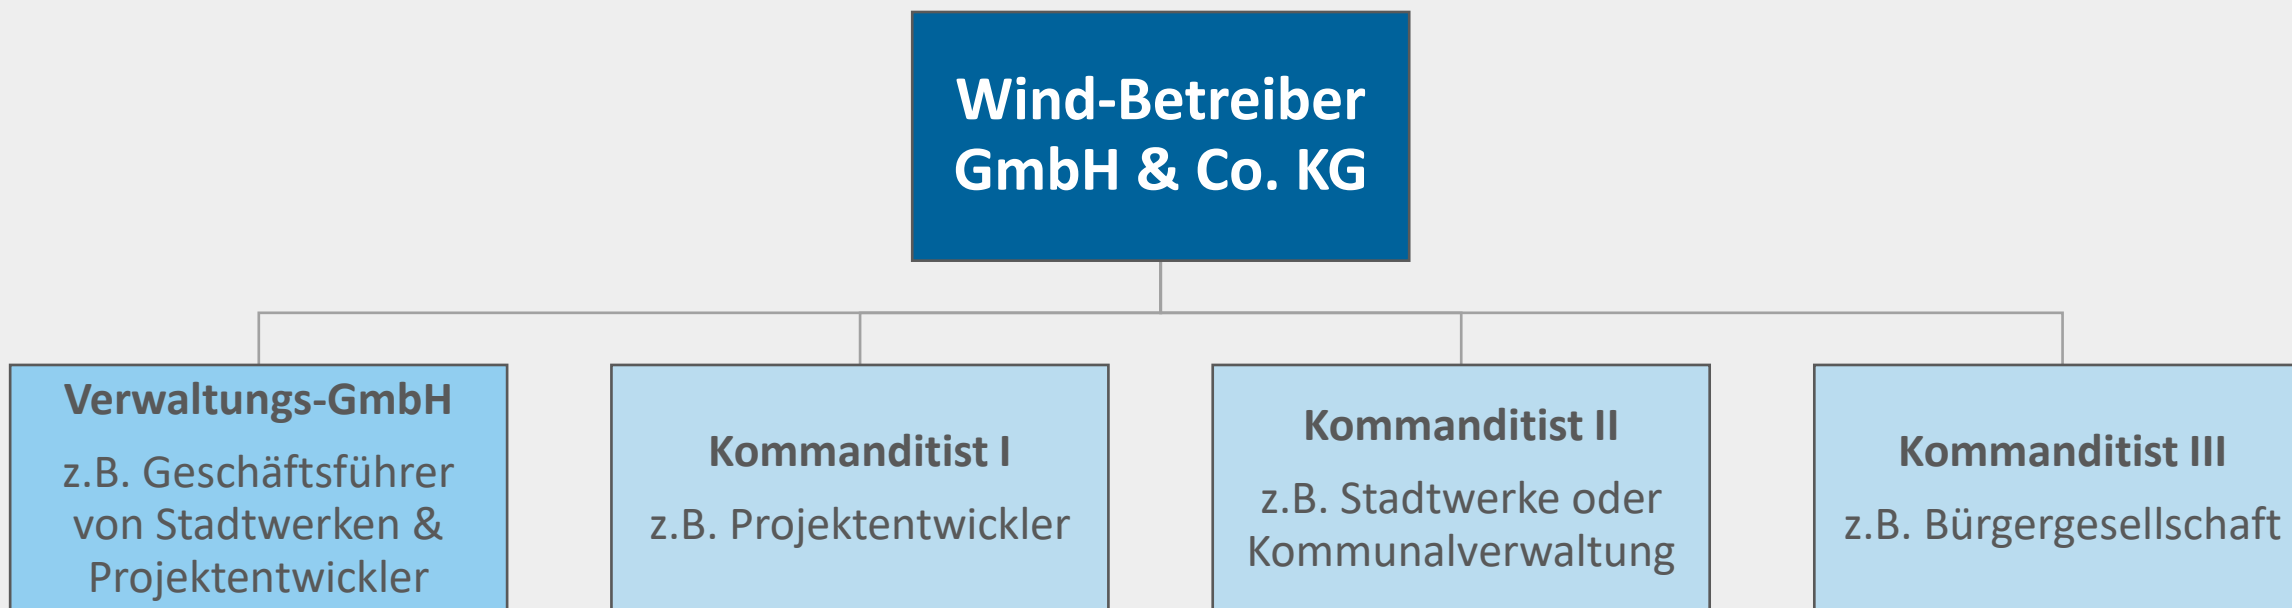 Wind-Betreiber
GmbH & Co. KG
Verwaltungs-GmbH
z.B. Geschäftsführer
von Stadtwerken &
Projektentwickler
Kommanditist I
z.B. Projektentwickler
Kommanditist II
z.B. Stadtwerke oder
Kommunalverwaltung
Kommanditist III
z.B. Bürgergesellschaft